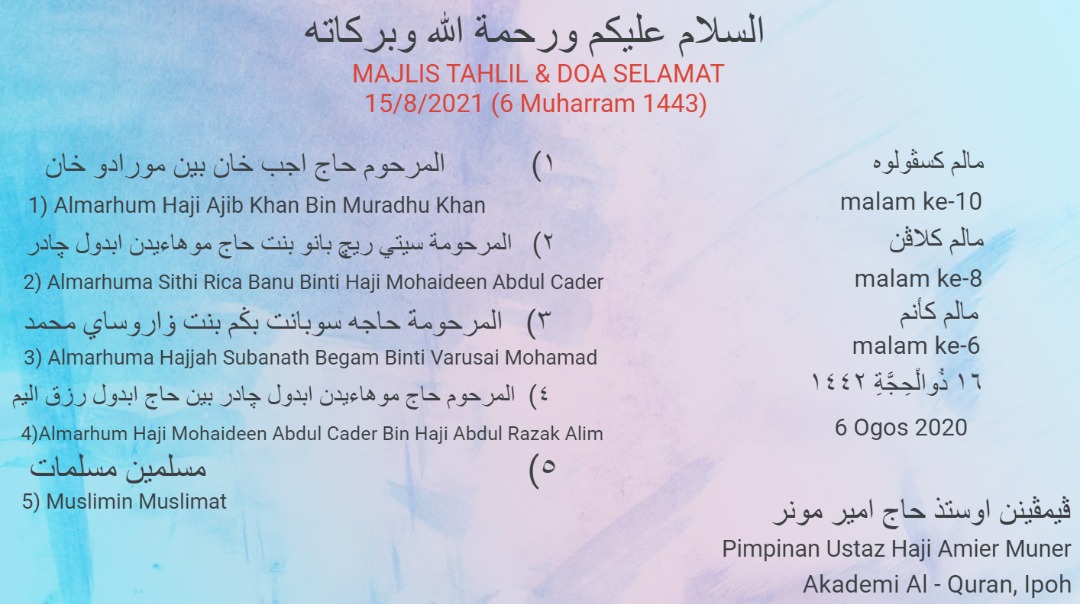 السلام عليكم ورحمة الله وبركاته
MAJLIS TAHLIL & DOA SELAMAT
15/8/2021 (6 Muharram 1443)
١) المرحوم حاج اجب خان بين مورادو خان
مالم كسڤولوه
1) Almarhum Haji Ajib Khan Bin Muradhu Khan
malam ke-10
٢) المرحومة سيتي ريچ بانو بنت حاج موهاءيدن ابدول چادر
مالم كلاڤن
2) Almarhuma Sithi Rica Banu Binti Haji Mohaideen Abdul Cader
malam ke-8
٣) المرحومة حاجه سوبانت بݢم بنت ۏاروساي محمد
مالم كأنم
3) Almarhuma Hajjah Subanath Begam Binti Varusai Mohamad
malam ke-6
٤) المرحوم حاج موهاءيدن ابدول چادر بين حاج ابدول رزق اليم
١٦ ذُوالْحِجَّةِ ١٤٤٢
4)Almarhum Haji Mohaideen Abdul Cader Bin Haji Abdul Razak Alim
6 Ogos 2020
٥) مسلمين مسلمات
5) Muslimin Muslimat
ڤيمڤينن اوستذ حاج امير مونر
Pimpinan Ustaz Haji Amier Muner
Akademi Al - Quran, Ipoh